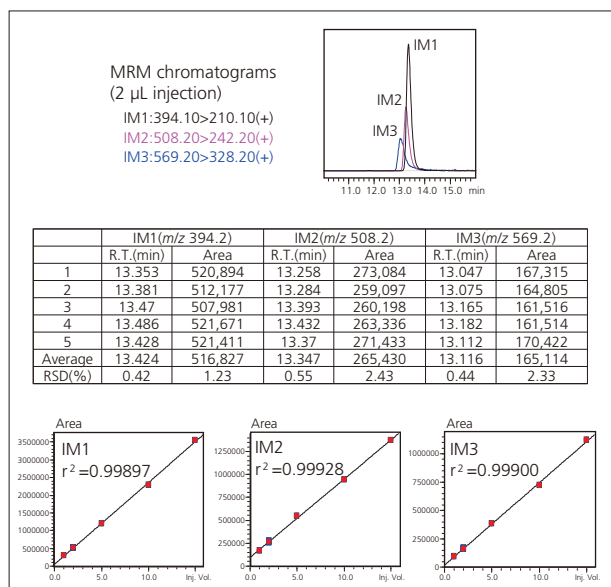 MRM chromatograms
(2 µL injection)
IM1:394.10>210.10(+)
IM2:508.20>242.20(+)
IM3:569.20>328.20(+)
IM1
IM2
IM3
11.0 12.0 13.0 14.0 15.0 min
IM1(m/z 394.2) IM2(m/z 508.2) IM3(m/z 569.2)
R.T.(min) Area R.T.(min) Area R.T.(min) Area
1 13.353 520,894 13.258 273,084 13.047 167,315
2 13.381 512,177 13.284 259,097 13.075 164,805
3 13.47 507,981 13.393 260,198 13.165 161,516
4 13.486 521,671 13.432 263,336 13.182 161,514
5 13.428 521,411 13.37 271,433 13.112 170,422
Average 13.424 516,827 13.347 265,430 13.116 165,114
RSD(%) 0.42 1.23 0.55 2.43 0.44 2.33
Area
IM1
r²=0.99897
3500000
3000000
2500000
2000000
1500000
1000000
500000
0
0.0 5.0 10.0 Inj. Vol.
Area
IM2
r²=0.99928
1250000
1000000
750000
500000
250000
0
0.0 5.0 10.0 Inj. Vol.
Area
IM3
r²=0.99900
1000000
750000
500000
250000
0
0.0 5.0 10.0 Inj. Vol.